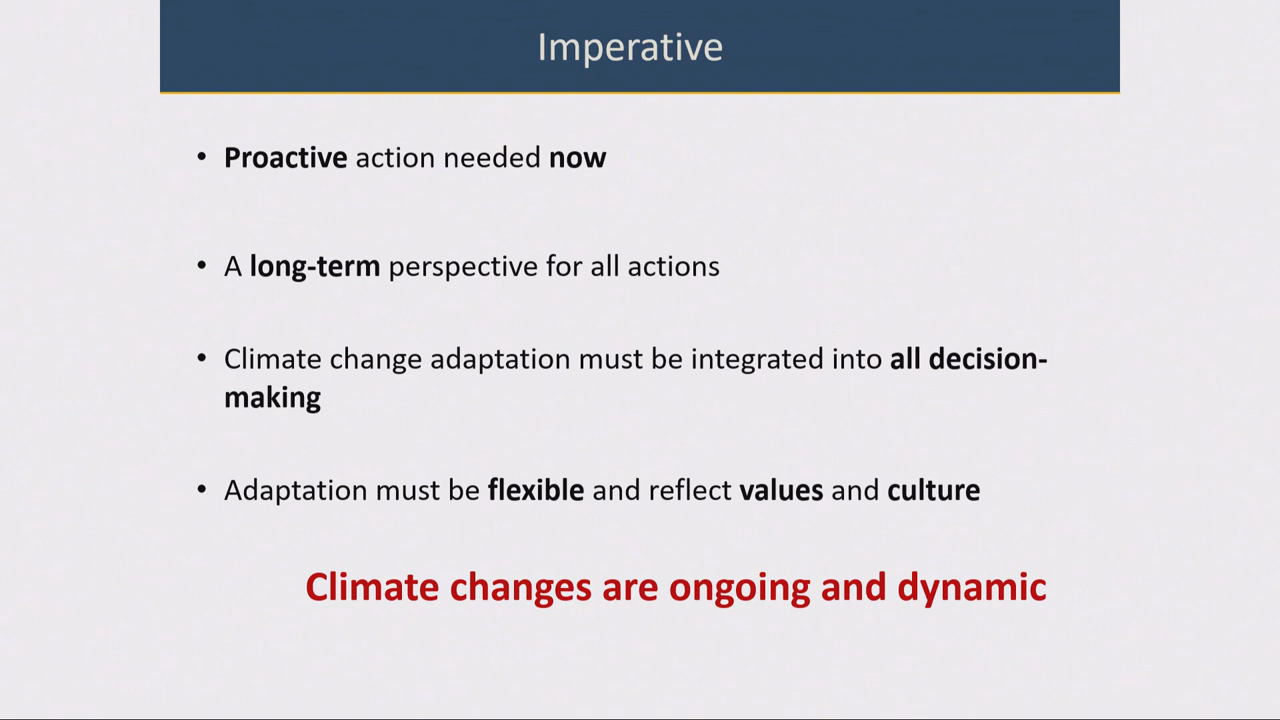 Imperative
• Proactive action needed now
• A long-term perspective for all actions
• Climate change adaptation must be integrated into all decision-
making
• Adaptation must be flexible and reflect values and culture
Climate changes are ongoing and dynamic